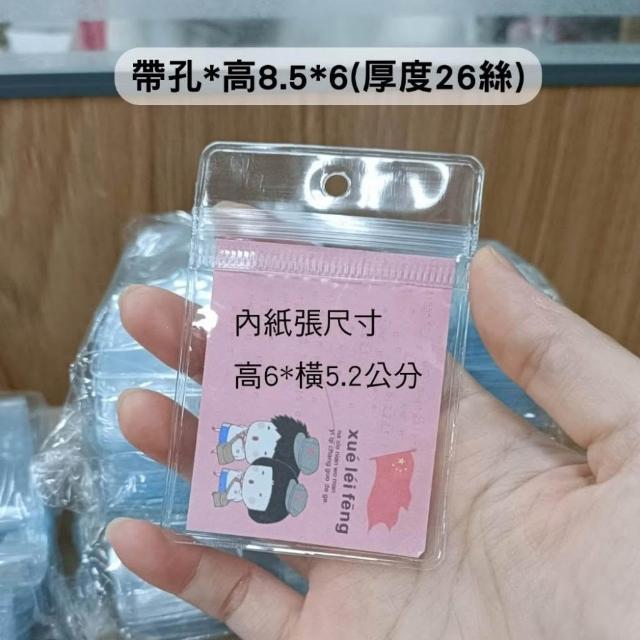 帶孔*高8.5*6(厚度26絲)
內紙張尺寸
高6*橫5.2公分
xué léi fēng